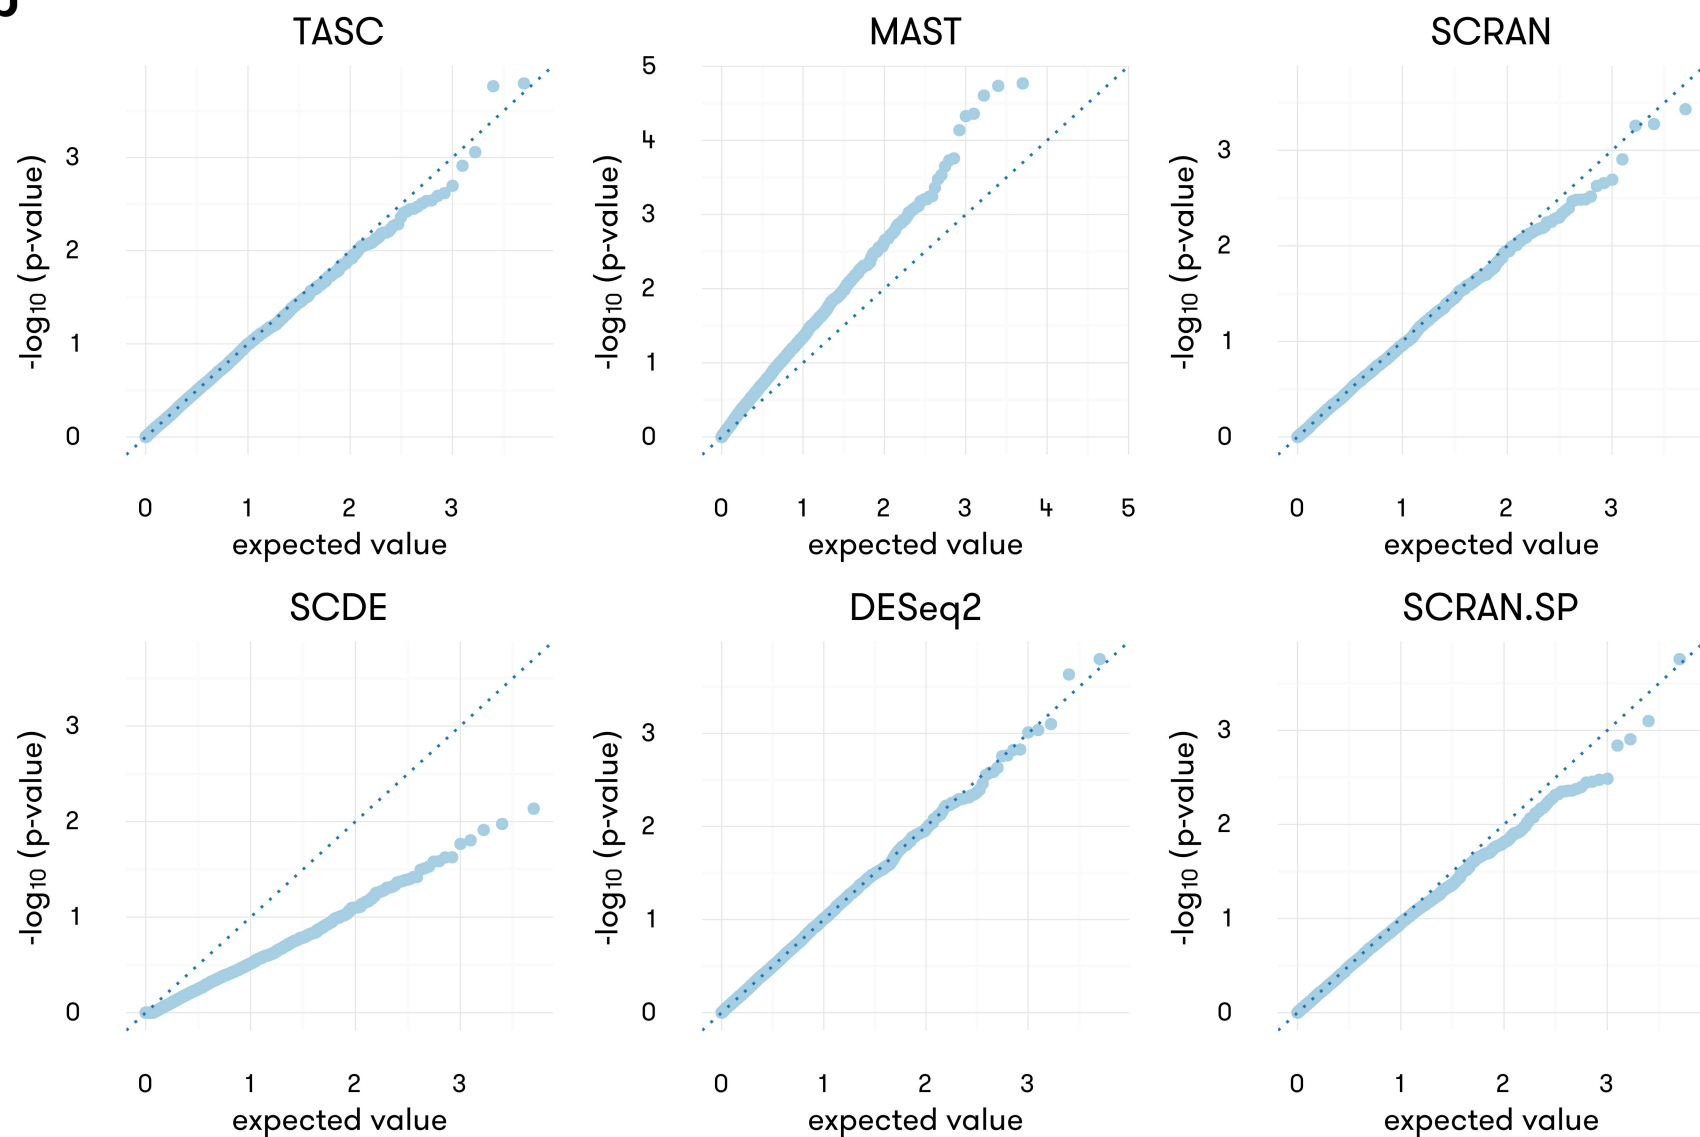 TASC
MAST
SCRAN
-log10 (p-value)
3
2
1
0
0 1 2 3
expected value
-log10 (p-value)
5
4
3
2
1
0
0 1 2 3 4 5
expected value
-log10 (p-value)
3
2
1
0
0 1 2 3
expected value
SCDE
DESeq2
SCRAN.SP
-log10 (p-value)
3
2
1
0
0 1 2 3
expected value
-log10 (p-value)
3
2
1
0
0 1 2 3
expected value
-log10 (p-value)
3
2
1
0
0 1 2 3
expected value